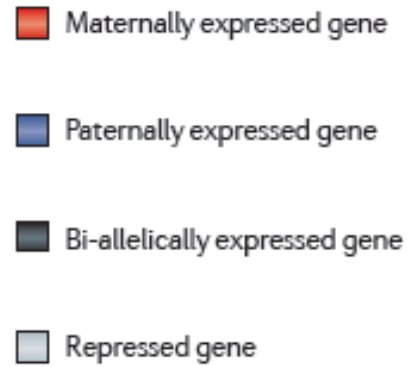 Maternally expressed gene
Paternally expressed gene
Bi-allelically expressed gene
Repressed gene